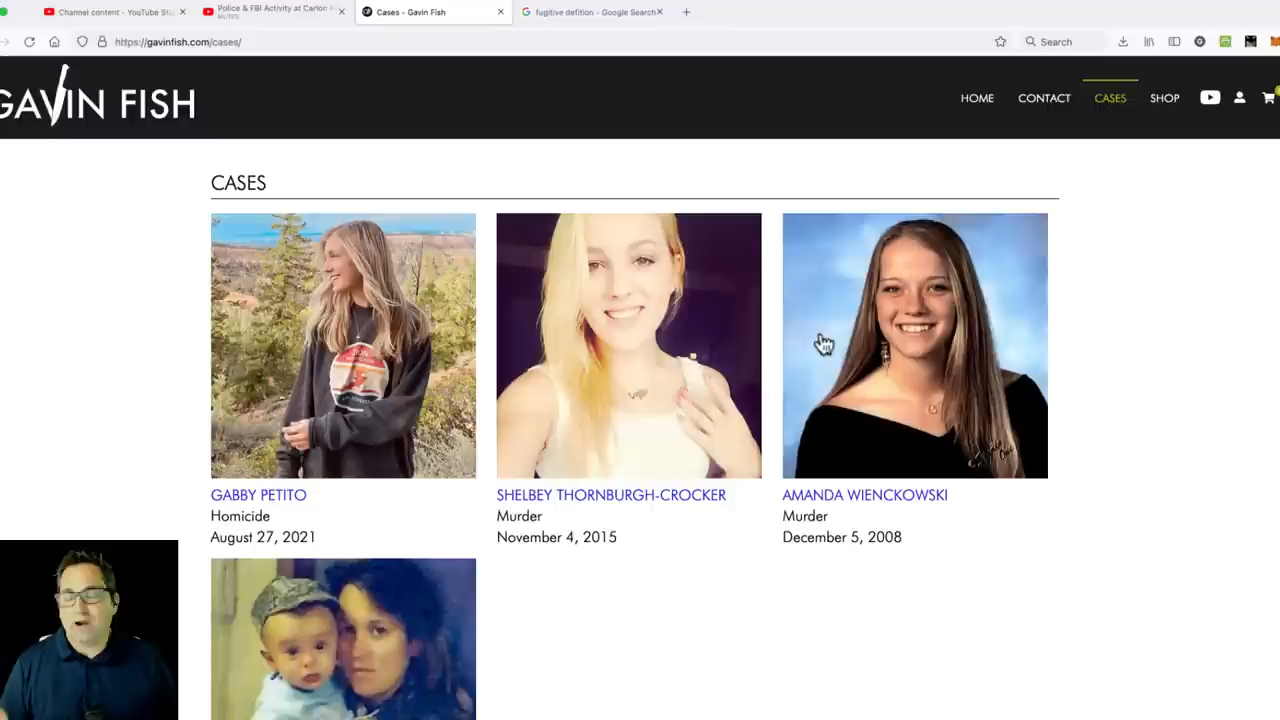 Channel content - YouTube Stu
Police & FBI Activity at Carlon
MUTED
Cases - Gavin Fish
fugitive defition - Google Search
https://gavinfish.com/cases/
Search
GAVIN FISH
HOME
CONTACT
CASES
SHOP
CASES
GABBY PETITO
Homicide
August 27, 2021
SHELBEY THORNBURGH-CROCKER
Murder
November 4, 2015
AMANDA WIENCKOWSKI
Murder
December 5, 2008